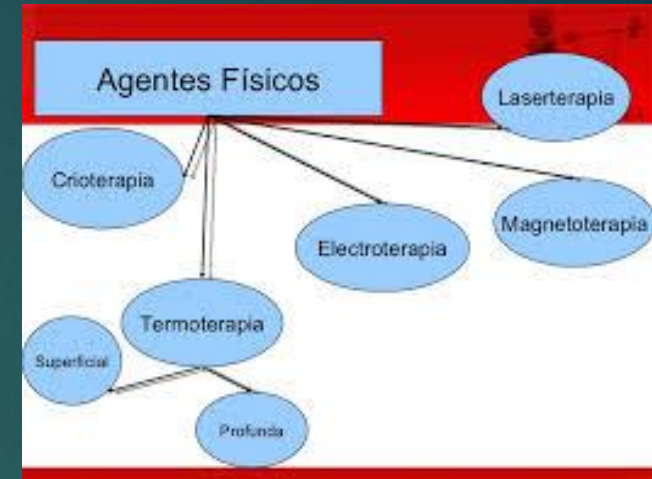 Agentes Físicos
Laserterapia
Crioterapia
Magnetoterapia
Electroterapia
Termoterapia
Superficial
Profunda